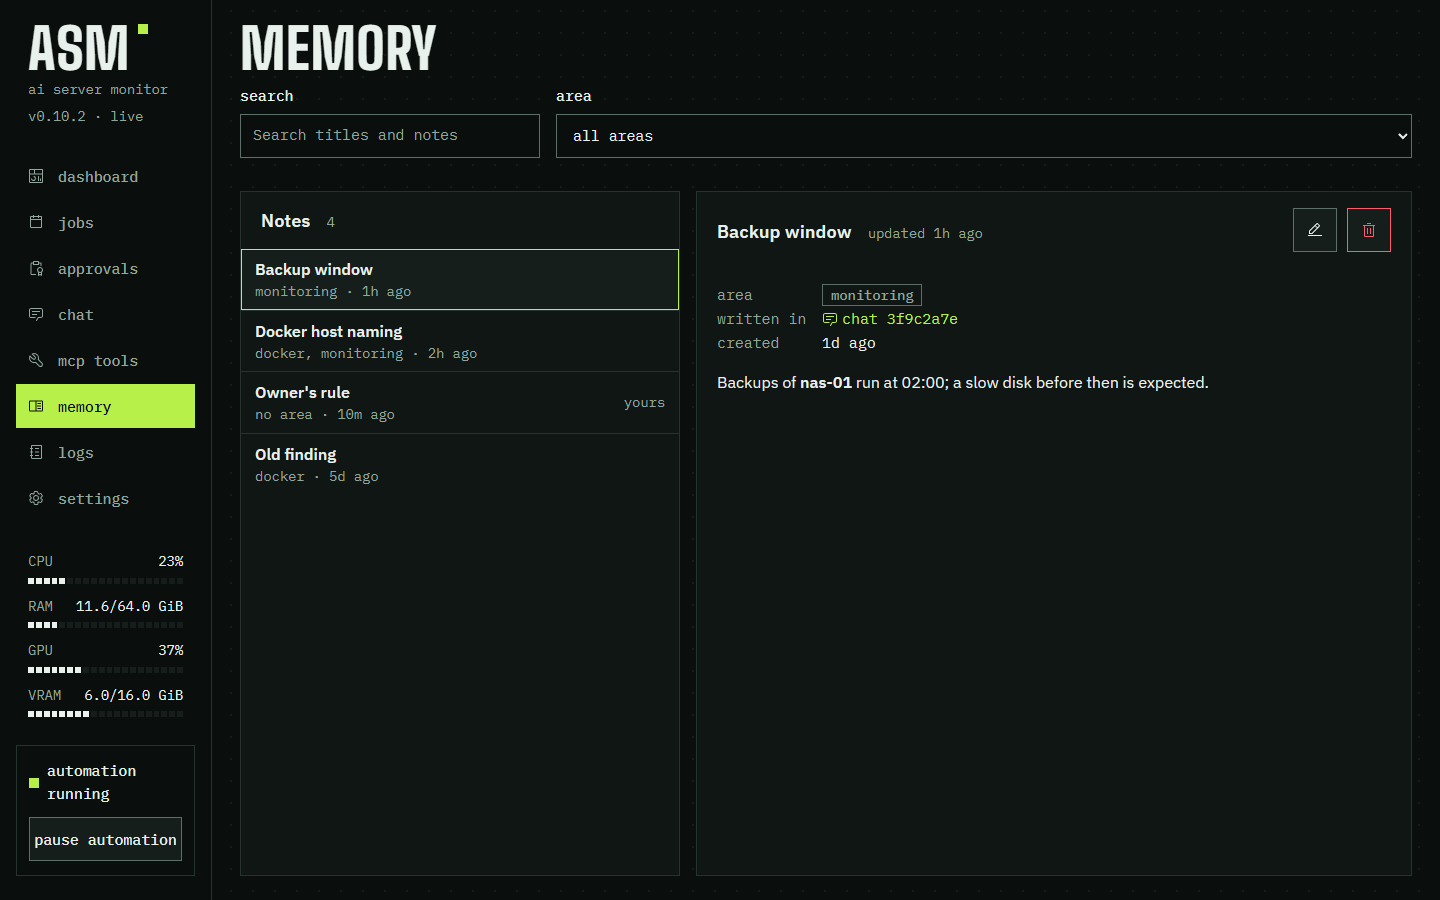 ASM
ai server monitor
v0.10.2 · live
dashboard
jobs
approvals
chat
mcp tools
memory
logs
settings
CPU 23%
RAM 11.6/64.0 GiB
GPU 37%
VRAM 6.0/16.0 GiB
automation
running
pause automation
MEMORY
search
Search titles and notes
area
all areas
Notes 4
Backup window
monitoring · 1h ago
Docker host naming
docker, monitoring · 2h ago
Owner's rule
no area · 10m ago
yours
Old finding
docker · 5d ago
Backup window updated 1h ago
area monitoring
written in chat 3f9c2a7e
created 1d ago
Backups of nas-01 run at 02:00; a slow disk before then is expected.